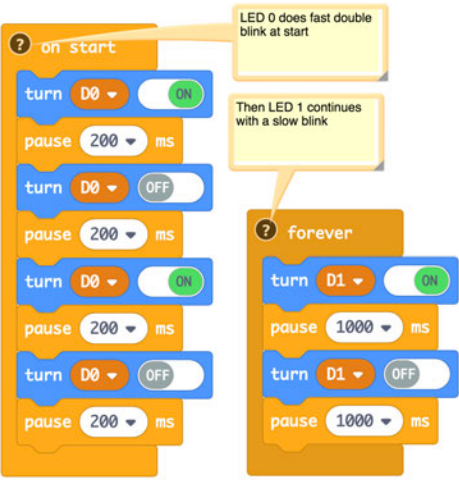 LED 0 does fast double
blink at start
? on start
turn D0 ON
pause 200 ms
turn D0 OFF
pause 200 ms
turn D0 ON
pause 200 ms
turn D0 OFF
pause 200 ms
Then LED 1 continues
with a slow blink
? forever
turn D1 ON
pause 1000 ms
turn D1 OFF
pause 1000 ms